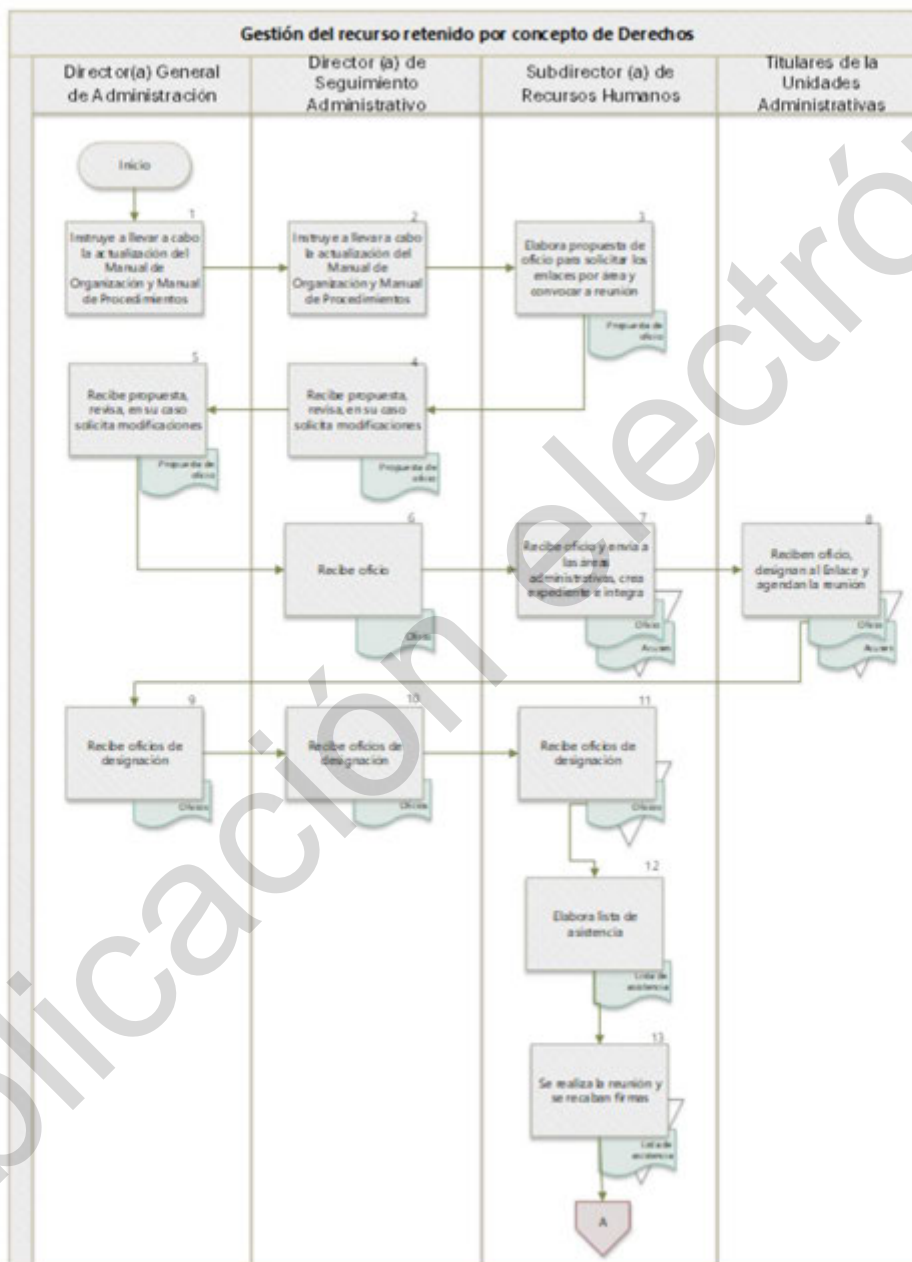 Gestión del recurso retenido por concepto de Derechos
Director(a) General
de Administración
Director (a) de
Seguimiento
Administrativo
Subdirector (a) de
Recursos Humanos
Titulares de la
Unidades
Administrativas
Inicio
1
Instruye a llevar a cabo
la actualización del
Manual de
Organización y Manual
de Procedimientos
2
Instruye a llevar a cabo
la actualización del
Manual de
Organización y Manual
de Procedimientos
3
Elabora propuesta de
oficio para solicitar los
enlaces por área y
convocar a reunión
Propuesta de
oficio
4
Recibe propuesta,
revisa, en su caso
solicita modificaciones
Propuesta de
oficio
5
Recibe propuesta,
revisa, en su caso
solicita modificaciones
Propuesta de
oficio
6
Recibe oficio
Oficio
7
Recibe oficio y envía a
las áreas
administrativas, crea
expediente e integra
Oficio
Acuses
8
Reciben oficio,
designan al Enlace y
agendan la reunión
Oficio
Acuses
9
Recibe oficios de
designación
Oficios
10
Recibe oficios de
designación
Oficios
11
Recibe oficios de
designación
Oficios
12
Elabora lista de
asistencia
Lista de
asistencia
13
Se realiza la reunión y
se recaban firmas
Lista de
asistencia
A
plicación electró